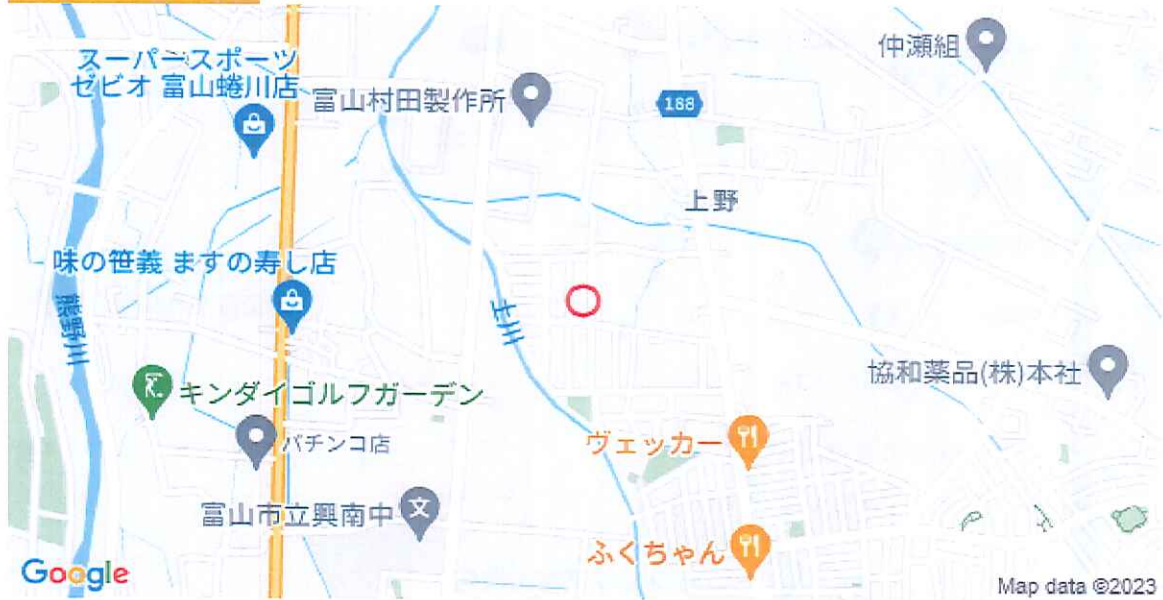 仲瀬組
スーパースポーツ
ゼビオ 富山蜷川店
富山村田製作所
188
上野
味の笹義 ますの寿し店
熊野川
土川
協和薬品(株)本社
キンダイゴルフガーデン
パチンコ店
ヴェッカー
富山市立興南中
文
ふくちゃん
Google
Map data ©2023